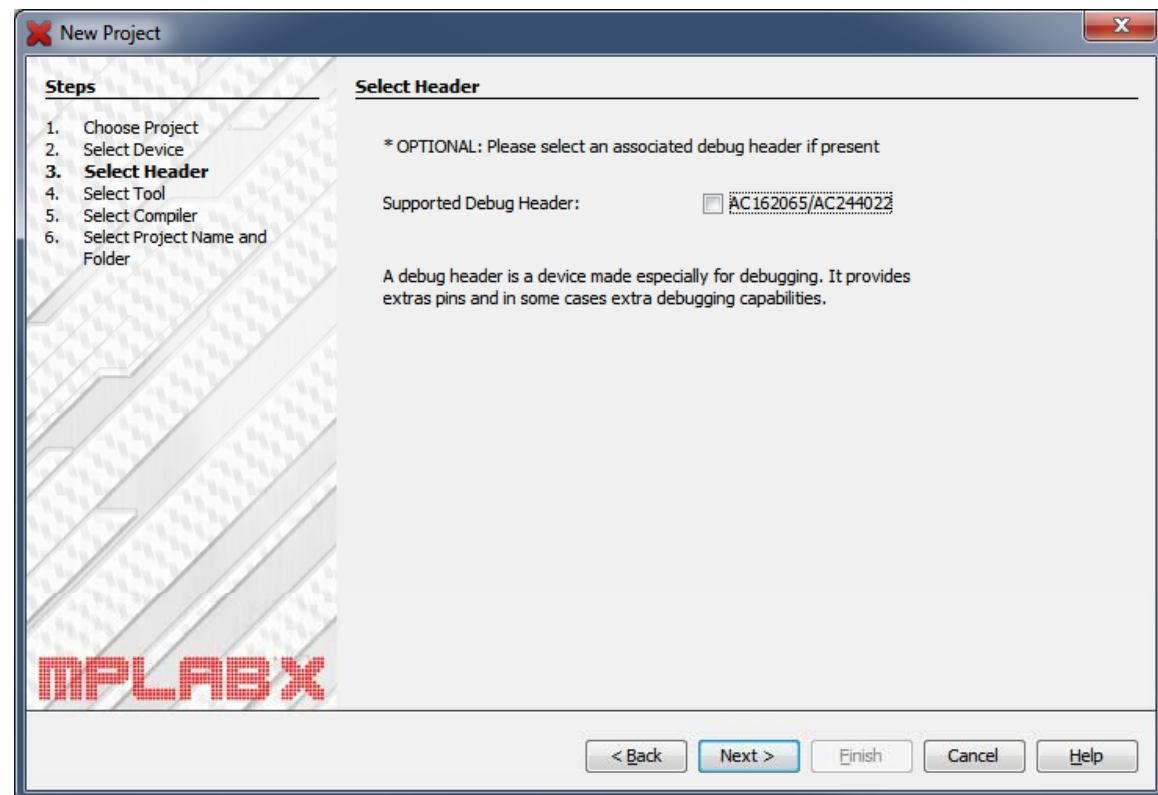 New Project
X
Steps
1. Choose Project
2. Select Device
3. Select Header
4. Select Tool
5. Select Compiler
6. Select Project Name and
Folder
MPLAB X
Select Header
* OPTIONAL: Please select an associated debug header if present
Supported Debug Header: AC162065/AC244022
A debug header is a device made especially for debugging. It provides
extras pins and in some cases extra debugging capabilities.
< Back Next > Finish Cancel Help